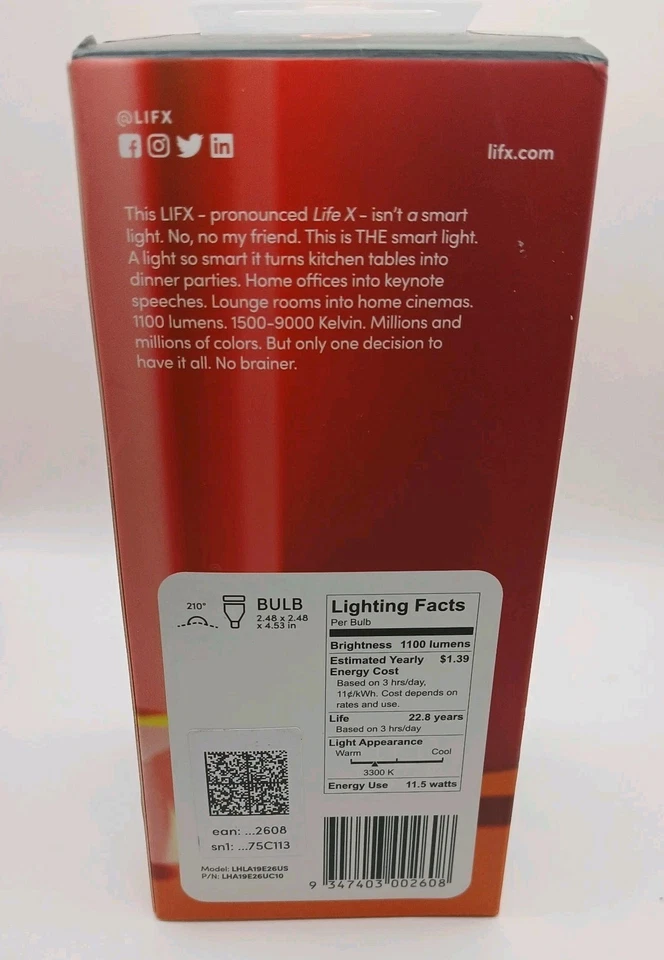 @LIFX
lifx.com
This LIFX - pronounced Life X - isn't a smart
light. No, no my friend. This is THE smart light.
A light so smart it turns kitchen tables into
dinner parties. Home offices into keynote
speeches. Lounge rooms into home cinemas.
1100 lumens. 1500-9000 Kelvin. Millions and
millions of colors. But only one decision to
have it all. No brainer.
210°
BULB
2.48 x 2.48
x 4.53 in
Lighting Facts
Per Bulb
Brightness 1100 lumens
Estimated Yearly $1.39
Energy Cost
Based on 3 hrs/day,
11¢/kWh. Cost depends on
rates and use.
Life 22.8 years
Based on 3 hrs/day
Light Appearance
Warm Cool
3300 K
Energy Use 11.5 watts
ean: ...2608
sn1: ...75C113
Model: LHLA19E26US
P/N: LHA19E26UC10
9 347403 002608